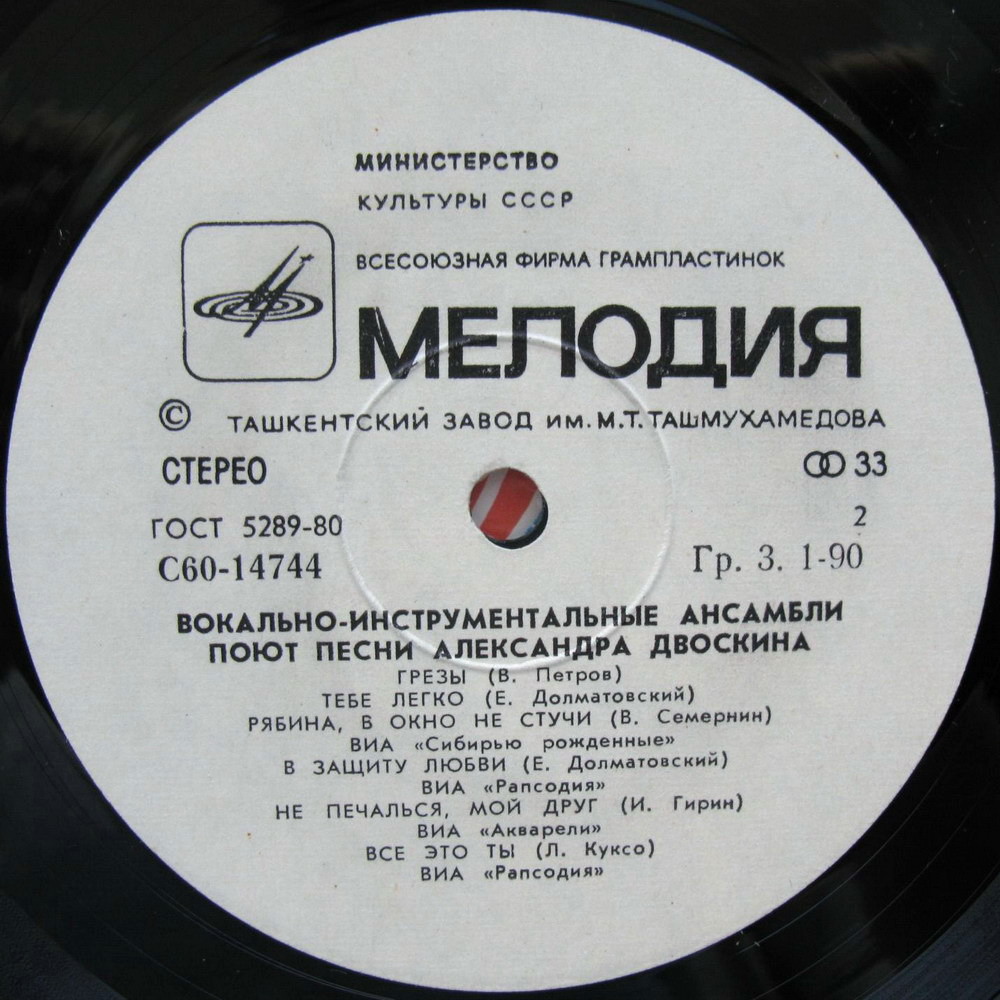 МИНИСТЕРСТВО
КУЛЬТУРЫ СССР
ВСЕСОЮЗНАЯ ФИРМА ГРАМПЛАСТИНОК
МЕЛОДИЯ
© ТАШКЕНТСКИЙ ЗАВОД ИМ. М.Т. ТАШМУХАМЕДОВА
СТЕРЕО 33
ГОСТ 5289-80 2
С60-14744 Гр. 3. 1-90
ВОКАЛЬНО-ИНСТРУМЕНТАЛЬНЫЕ АНСАМБЛИ
ПОЮТ ПЕСНИ АЛЕКСАНДРА ДВОСКИНА
ГРЕЗЫ (В. Петров)
ТЕБЕ ЛЕГКО (Е. Долматовский)
РЯБИНА, В ОКНО НЕ СТУЧИ (В. Семернин)
ВИА «Сибирью рожденные»
В ЗАЩИТУ ЛЮБВИ (Е. Долматовский)
ВИА «Рапсодия»
НЕ ПЕЧАЛЬСЯ, МОЙ ДРУГ (И. Гирин)
ВИА «Акварели»
ВСЕ ЭТО ТЫ (Л. Куксо)
ВИА «Рапсодия»